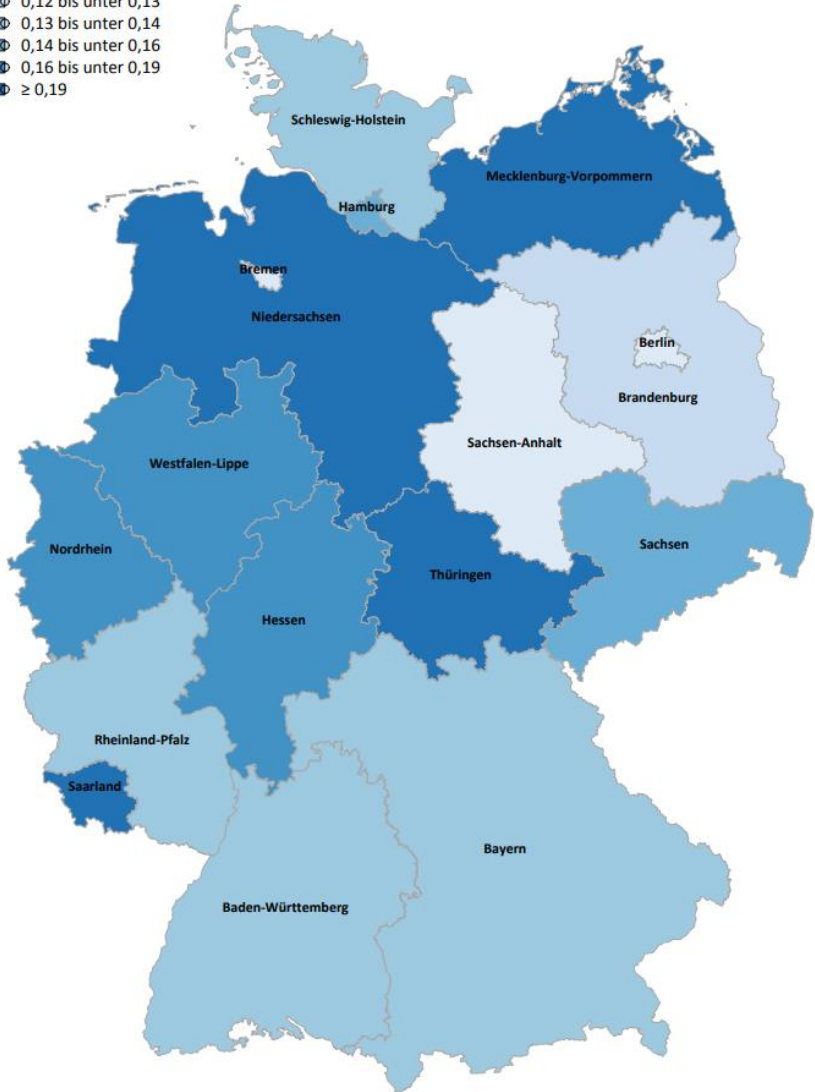 0,12 bis unter 0,13
0,13 bis unter 0,14
0,14 bis unter 0,16
0,16 bis unter 0,19
≥ 0,19
Schleswig-Holstein
Mecklenburg-Vorpommern
Hamburg
Bremen
Niedersachsen
Berlin
Brandenburg
Sachsen-Anhalt
Westfalen-Lippe
Nordrhein
Sachsen
Thüringen
Hessen
Rheinland-Pfalz
Saarland
Bayern
Baden-Württemberg